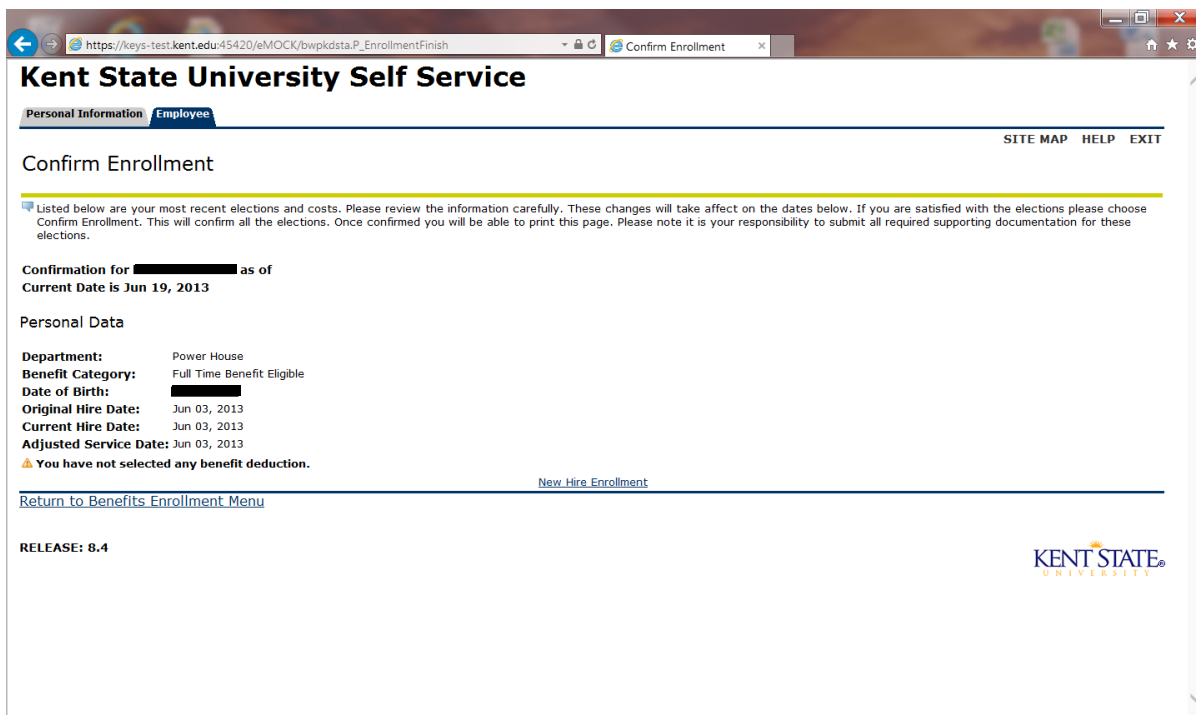 https://keys-test.kent.edu:45420/eMOCK/bwpkdsta.P_EnrollmentFinish
Confirm Enrollment
Kent State University Self Service
Personal Information Employee
SITE MAP HELP EXIT
Confirm Enrollment
Listed below are your most recent elections and costs. Please review the information carefully. These changes will take affect on the dates below. If you are satisfied with the elections please choose
Confirm Enrollment. This will confirm all the elections. Once confirmed you will be able to print this page. Please note it is your responsibility to submit all required supporting documentation for these
elections.
Confirmation for as of
Current Date is Jun 19, 2013
Personal Data
Department: Power House
Benefit Category: Full Time Benefit Eligible
Date of Birth:
Original Hire Date: Jun 03, 2013
Current Hire Date: Jun 03, 2013
Adjusted Service Date: Jun 03, 2013
You have not selected any benefit deduction.
New Hire Enrollment
Return to Benefits Enrollment Menu
RELEASE: 8.4
KENT STATE®
UNIVERSITY